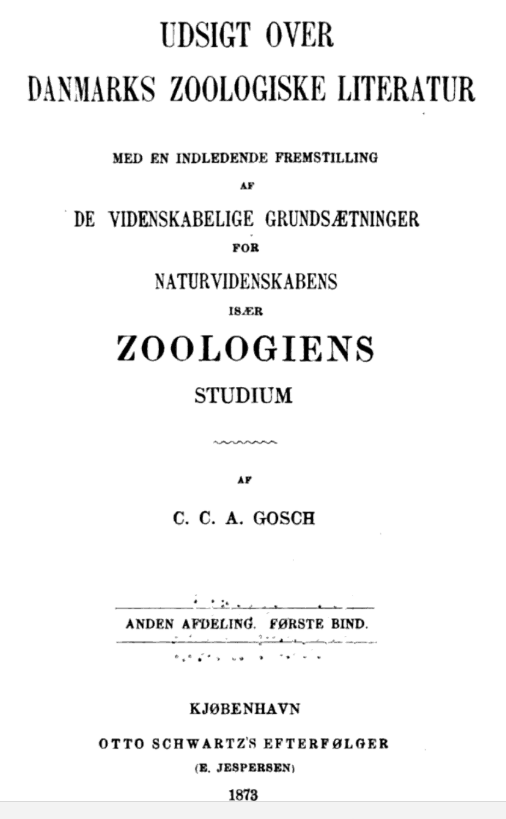 UDSIGT OVER
DANMARKS ZOOLOGISKE LITERATUR
MED EN INDLEDENDE FREMSTILLING
AF
DE VIDENSKABELIGE GRUNDSÆTNINGER
FOR
NATURVIDENSKABENS
ISÆR
ZOOLOGIENS
STUDIUM
AF
C. C. A. GOSCH
ANDEN AFDELING. FØRSTE BIND.
KJØBENHAVN
OTTO SCHWARTZ'S EFTERFØLGER
(E. JESPERSEN)
1873